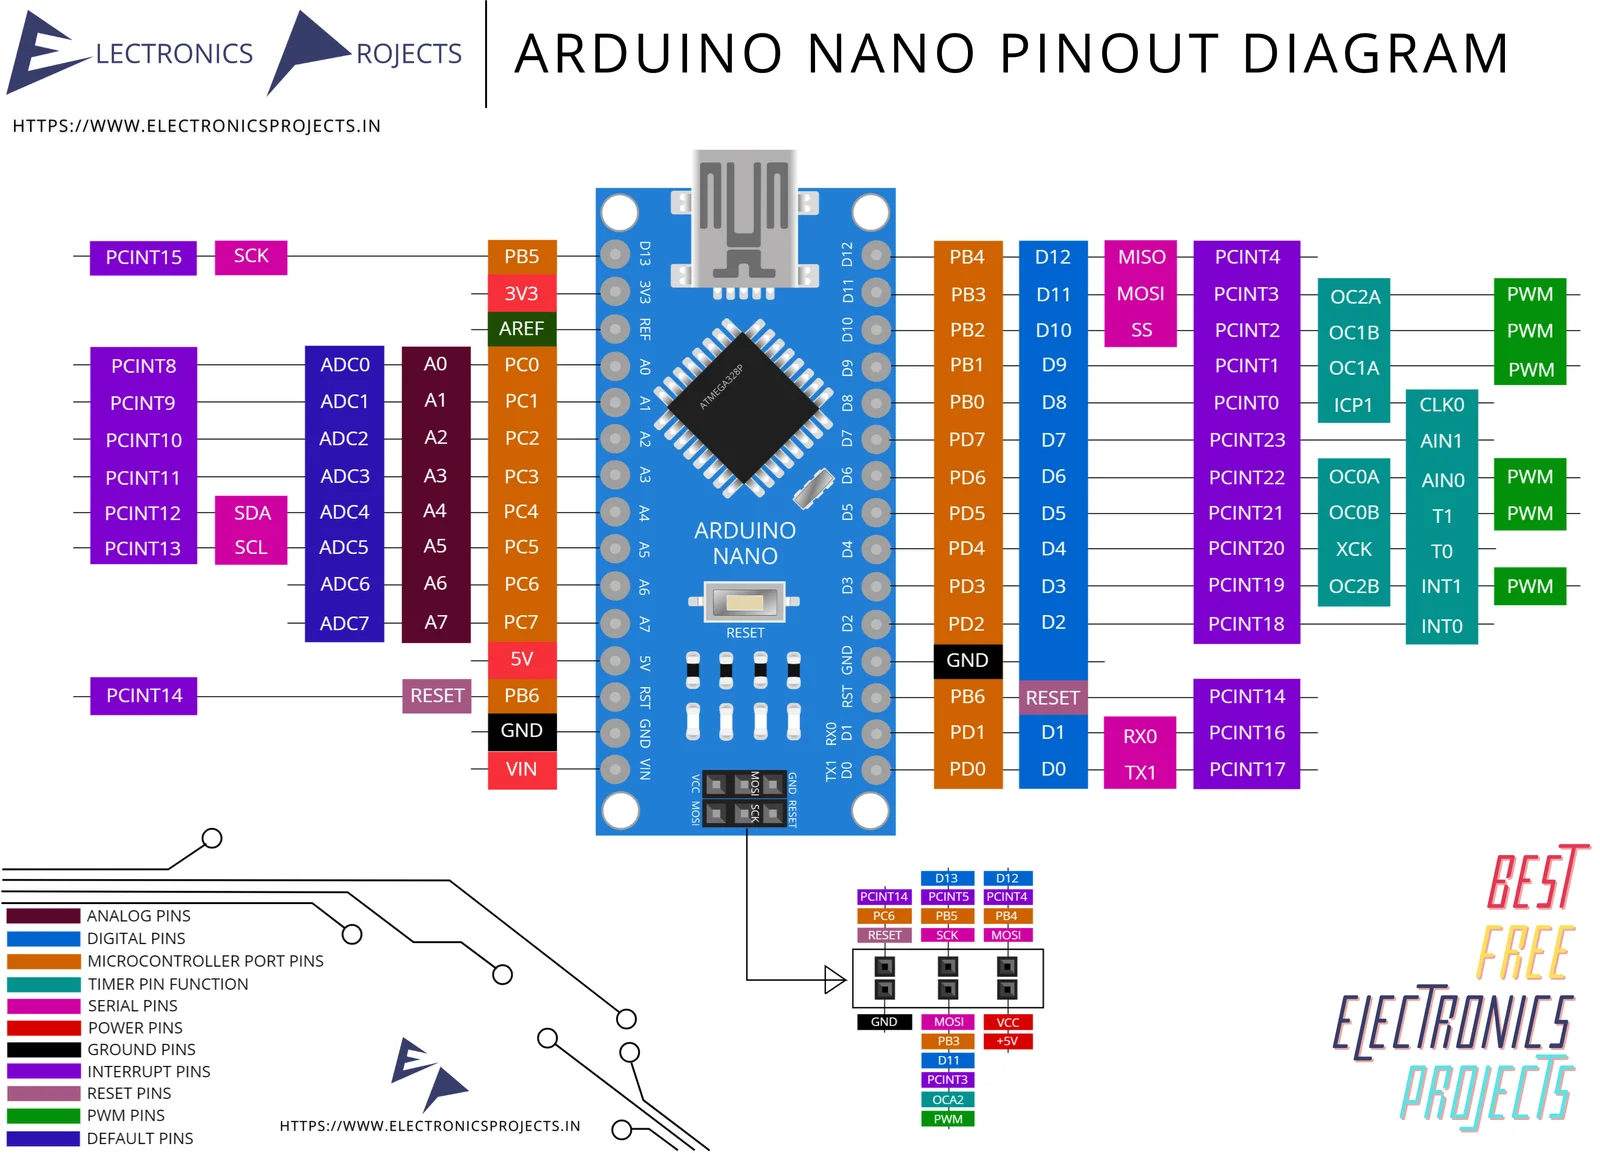 ELECTRONICS PROJECTS
HTTPS://WWW.ELECTRONICSPROJECTS.IN
ARDUINO NANO PINOUT DIAGRAM
PCINT15 SCK PB5 D13
3V3 3V3
AREF REF
PCINT8 ADC0 A0 PC0 A0
PCINT9 ADC1 A1 PC1 A1
PCINT10 ADC2 A2 PC2 A2
PCINT11 ADC3 A3 PC3 A3
PCINT12 SDA ADC4 A4 PC4 A4
PCINT13 SCL ADC5 A5 PC5 A5
ADC6 A6 PC6 A6
ADC7 A7 PC7 A7
5V 5V
PCINT14 RESET PB6 RST
GND GND
VIN VIN
ATMEGA328P
ARDUINO
NANO
RESET
VCC MOSI GND
MOSI SCK RESET
D12 PB4 D12 MISO PCINT4
D11 PB3 D11 MOSI PCINT3 OC2A PWM
D10 PB2 D10 SS PCINT2 OC1B PWM
D9 PB1 D9 PCINT1 OC1A PWM
D8 PB0 D8 PCINT0 ICP1 CLK0
D7 PD7 D7 PCINT23 AIN1
D6 PD6 D6 PCINT22 OC0A AIN0 PWM
D5 PD5 D5 PCINT21 OC0B T1 PWM
D4 PD4 D4 PCINT20 XCK T0
D3 PD3 D3 PCINT19 OC2B INT1 PWM
D2 PD2 D2 PCINT18 INT0
GND GND
RST PB6 RESET PCINT14
RX0 D1 PD1 D1 RX0 PCINT16
TX1 D0 PD0 D0 TX1 PCINT17
D13 D12
PCINT14 PCINT5 PCINT4
PC6 PB5 PB4
RESET SCK MOSI
GND MOSI VCC
PB3 +5V
D11
PCINT3
OCA2
PWM
ANALOG PINS
DIGITAL PINS
MICROCONTROLLER PORT PINS
TIMER PIN FUNCTION
SERIAL PINS
POWER PINS
GROUND PINS
INTERRUPT PINS
RESET PINS
PWM PINS
DEFAULT PINS
HTTPS://WWW.ELECTRONICSPROJECTS.IN
BEST
FREE
ELECTRONICS
PROJECTS